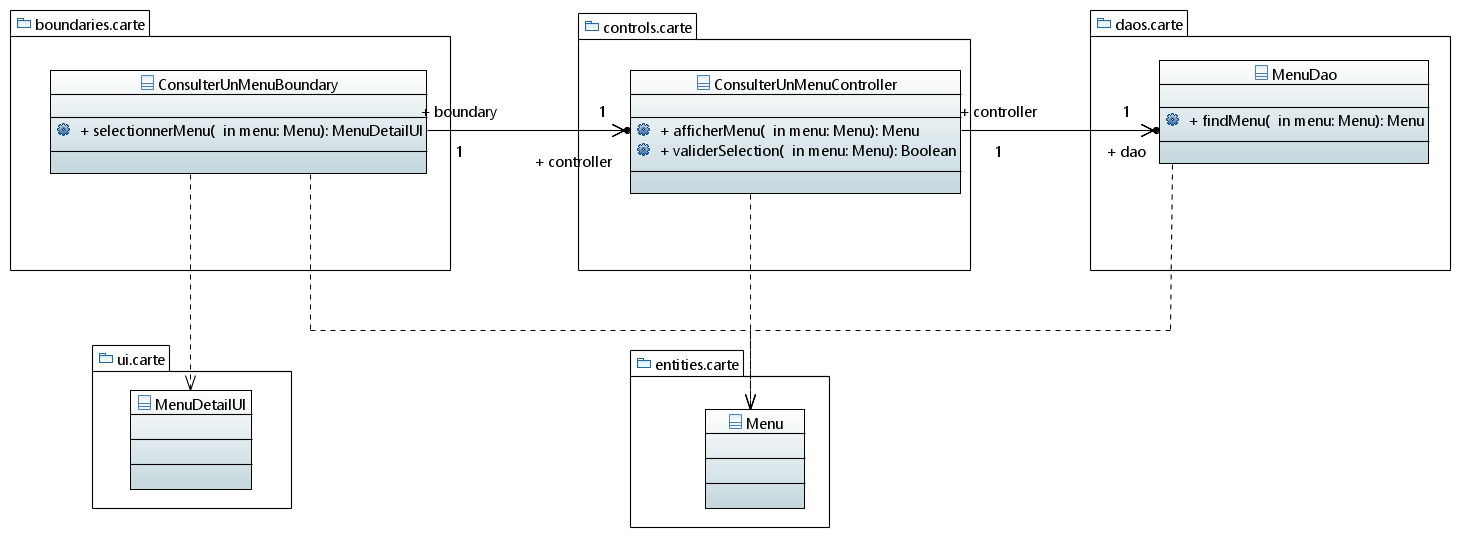 boundaries.carte
ConsulterUnMenuBoundary
+ selectionnerMenu(  in menu: Menu): MenuDetailUI
+ boundary
1
1
+ controller
controls.carte
ConsulterUnMenuController
+ afficherMenu(  in menu: Menu): Menu
+ validerSelection(  in menu: Menu): Boolean
+ controller
1
1
+ dao
daos.carte
MenuDao
+ findMenu(  in menu: Menu): Menu
ui.carte
MenuDetailUI
entities.carte
Menu